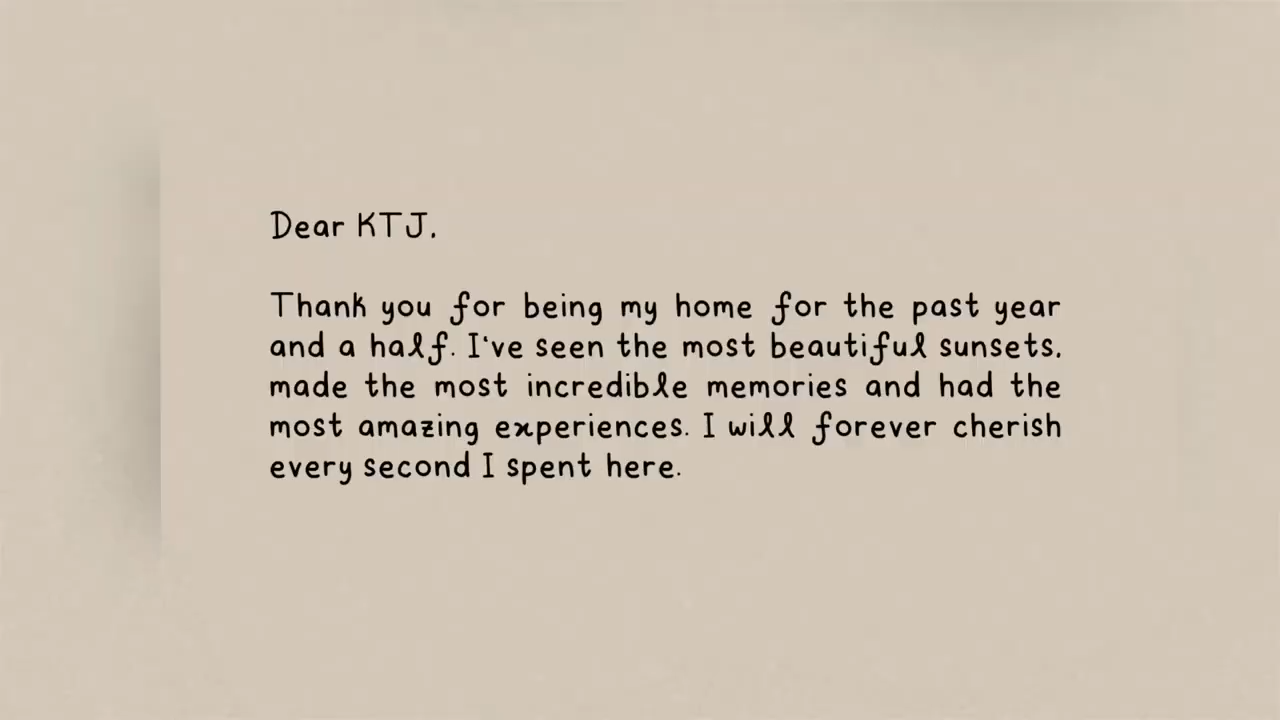 Dear KTJ,
Thank you for being my home for the past year
and a half. I've seen the most beautiful sunsets,
made the most incredible memories and had the
most amazing experiences. I will forever cherish
every second I spent here.